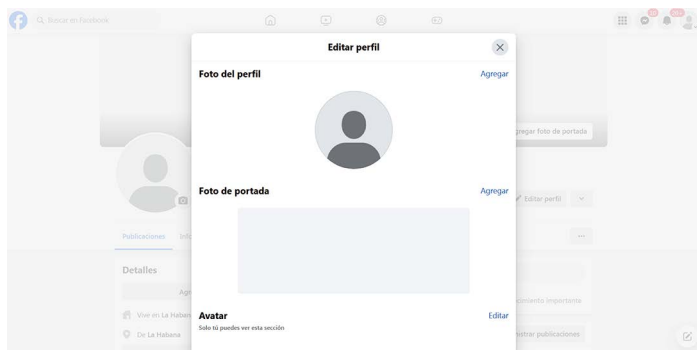 Buscar en Facebook
Editar perfil
Foto del perfil
Agregar
gregar foto de portada
Foto de portada
Agregar
Editar perfil
Publicaciones
Detalles
Vive en La Haban
cimiento importante
Avatar
Editar
Solo tú puedes ver esta sección
De La Habana
strar publicaciones